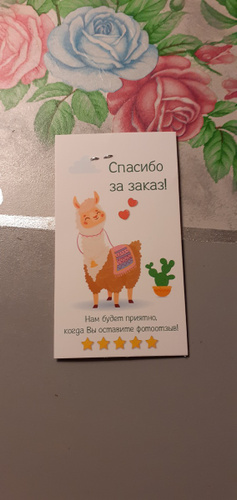 Спасибо
за заказ!
Нам будет приятно,
когда Вы оставите фотоотзыв!